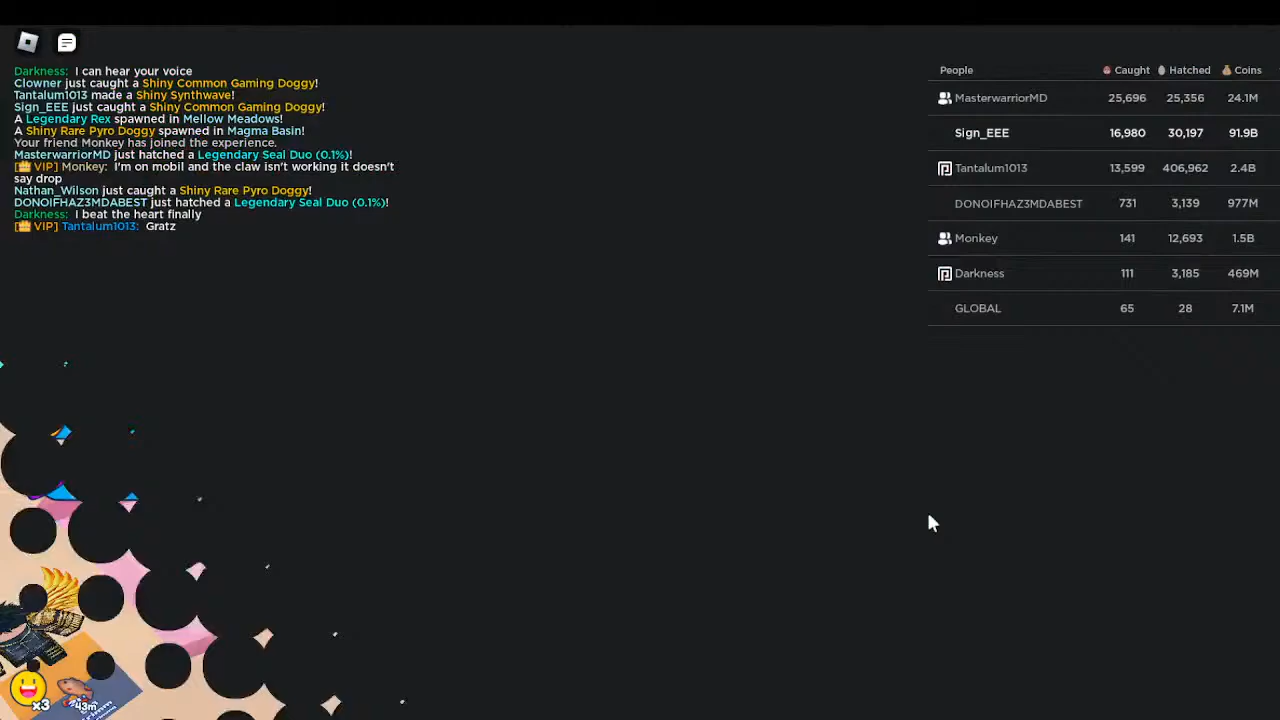 Darkness: I can hear your voice
Clowner just caught a Shiny Common Gaming Doggy!
Tantalum1013 made a Shiny Synthwave!
Sign_EEE just caught a Shiny Common Gaming Doggy!
A Legendary Rex spawned in Mellow Meadows!
A Shiny Rare Pyro Doggy spawned in Magma Basin!
Your friend Monkey has joined the experience.
MasterwarriorMD just hatched a Legendary Seal Duo (0.1%)!
[👑 VIP] Monkey: I'm on mobil and the claw isn't working it doesn't
say drop
Nathan_Wilson just caught a Shiny Rare Pyro Doggy!
DONOIFHAZ3MDABEST just hatched a Legendary Seal Duo (0.1%)!
Darkness: I beat the heart finally
[👑 VIP] Tantalum1013: Gratz
People Caught Hatched Coins
MasterwarriorMD 25,696 25,356 24.1M
Sign_EEE 16,980 30,197 91.9B
Tantalum1013 13,599 406,962 2.4B
DONOIFHAZ3MDABEST 731 3,139 977M
Monkey 141 12,693 1.5B
Darkness 111 3,185 469M
GLOBAL 65 28 7.1M
x3 43m